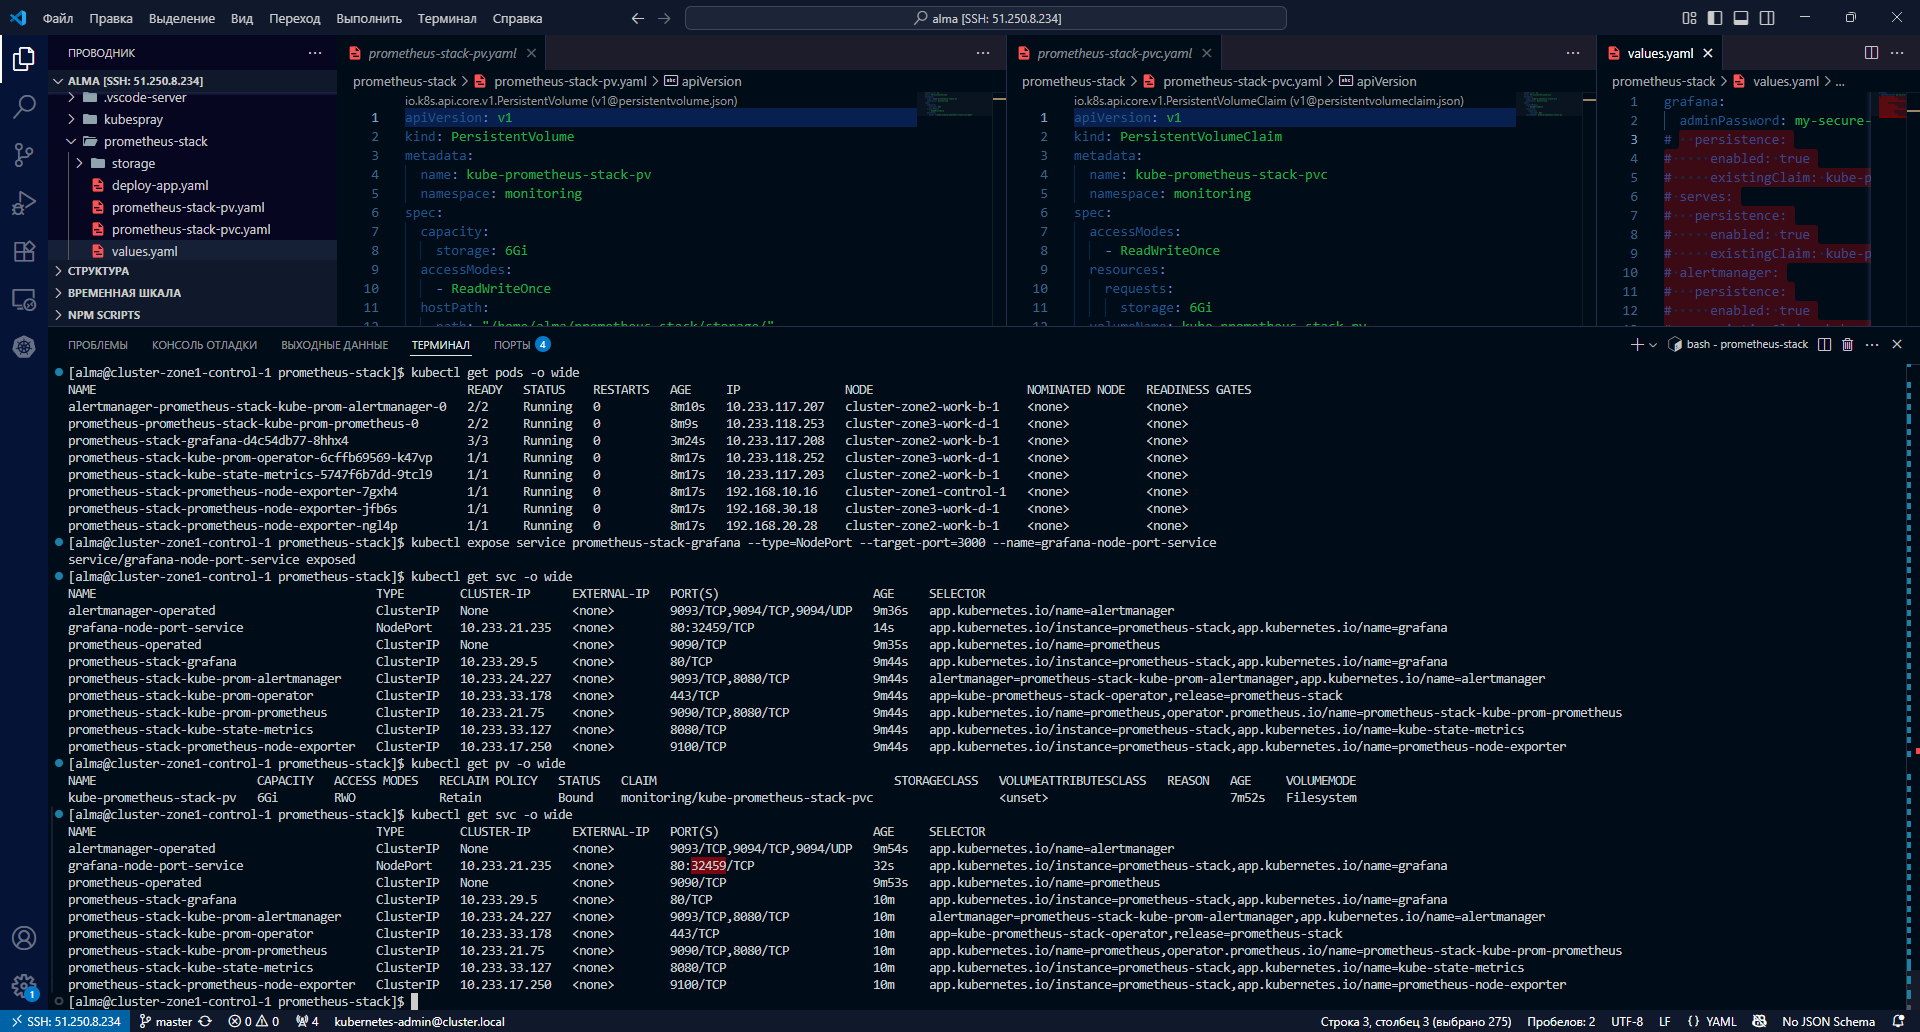 Файл Правка Выделение Вид Переход Выполнить Терминал Справка
alma [SSH: 51.250.8.234]
ПРОВОДНИК
ALMA [SSH: 51.250.8.234]
.vscode-server
kubespray
prometheus-stack
storage
deploy-app.yaml
prometheus-stack-pv.yaml
prometheus-stack-pvc.yaml
values.yaml
СТРУКТУРА
ВРЕМЕННАЯ ШКАЛА
NPM SCRIPTS
prometheus-stack-pv.yaml
prometheus-stack > prometheus-stack-pv.yaml > apiVersion
io.k8s.api.core.v1.PersistentVolume (v1@persistentvolume.json)
1 apiVersion: v1
2 kind: PersistentVolume
3 metadata:
4 name: kube-prometheus-stack-pv
5 namespace: monitoring
6 spec:
7 capacity:
8 storage: 6Gi
9 accessModes:
10 - ReadWriteOnce
11 hostPath:
12 path: "/home/alma/prometheus-stack/storage/"
prometheus-stack-pvc.yaml
prometheus-stack > prometheus-stack-pvc.yaml > apiVersion
io.k8s.api.core.v1.PersistentVolumeClaim (v1@persistentvolumeclaim.json)
1 apiVersion: v1
2 kind: PersistentVolumeClaim
3 metadata:
4 name: kube-prometheus-stack-pvc
5 namespace: monitoring
6 spec:
7 accessModes:
8 - ReadWriteOnce
9 resources:
10 requests:
11 storage: 6Gi
12 volumeName: kube-prometheus-stack-pv
values.yaml
prometheus-stack > values.yaml > ...
1 grafana:
2 adminPassword: my-secure-
3 # persistence:
4 # enabled: true
5 # existingClaim: kube-p
6 # serves:
7 # persistence:
8 # enabled: true
9 # existingClaim: kube-p
10 # alertmanager:
11 # persistence:
12 # enabled: true
ПРОБЛЕМЫ КОНСОЛЬ ОТЛАДКИ ВЫХОДНЫЕ ДАННЫЕ ТЕРМИНАЛ ПОРТЫ 4
bash - prometheus-stack
[alma@cluster-zone1-control-1 prometheus-stack]$ kubectl get pods -o wide
NAME READY STATUS RESTARTS AGE IP NODE NOMINATED NODE READINESS GATES
alertmanager-prometheus-stack-kube-prom-alertmanager-0 2/2 Running 0 8m10s 10.233.117.207 cluster-zone2-work-b-1 <none> <none>
prometheus-prometheus-stack-kube-prom-prometheus-0 2/2 Running 0 8m9s 10.233.118.253 cluster-zone3-work-d-1 <none> <none>
prometheus-stack-grafana-d4c54db77-8hhx4 3/3 Running 0 3m24s 10.233.117.208 cluster-zone2-work-b-1 <none> <none>
prometheus-stack-kube-prom-operator-6cffb69569-k47vp 1/1 Running 0 8m17s 10.233.118.252 cluster-zone3-work-d-1 <none> <none>
prometheus-stack-kube-state-metrics-5747f6b7dd-9tcl9 1/1 Running 0 8m17s 10.233.117.203 cluster-zone2-work-b-1 <none> <none>
prometheus-stack-prometheus-node-exporter-7gxh4 1/1 Running 0 8m17s 192.168.10.16 cluster-zone1-control-1 <none> <none>
prometheus-stack-prometheus-node-exporter-jfb6s 1/1 Running 0 8m17s 192.168.30.18 cluster-zone3-work-d-1 <none> <none>
prometheus-stack-prometheus-node-exporter-ngl4p 1/1 Running 0 8m17s 192.168.20.28 cluster-zone2-work-b-1 <none> <none>
[alma@cluster-zone1-control-1 prometheus-stack]$ kubectl expose service prometheus-stack-grafana --type=NodePort --target-port=3000 --name=grafana-node-port-service
service/grafana-node-port-service exposed
[alma@cluster-zone1-control-1 prometheus-stack]$ kubectl get svc -o wide
NAME TYPE CLUSTER-IP EXTERNAL-IP PORT(S) AGE SELECTOR
alertmanager-operated ClusterIP None <none> 9093/TCP,9094/TCP,9094/UDP 9m36s app.kubernetes.io/name=alertmanager
grafana-node-port-service NodePort 10.233.21.235 <none> 80:32459/TCP 14s app.kubernetes.io/instance=prometheus-stack,app.kubernetes.io/name=grafana
prometheus-operated ClusterIP None <none> 9090/TCP 9m35s app.kubernetes.io/name=prometheus
prometheus-stack-grafana ClusterIP 10.233.29.5 <none> 80/TCP 9m44s app.kubernetes.io/instance=prometheus-stack,app.kubernetes.io/name=grafana
prometheus-stack-kube-prom-alertmanager ClusterIP 10.233.24.227 <none> 9093/TCP,8080/TCP 9m44s alertmanager=prometheus-stack-kube-prom-alertmanager,app.kubernetes.io/name=alertmanager
prometheus-stack-kube-prom-operator ClusterIP 10.233.33.178 <none> 443/TCP 9m44s app=kube-prometheus-stack-operator,release=prometheus-stack
prometheus-stack-kube-prom-prometheus ClusterIP 10.233.21.75 <none> 9090/TCP,8080/TCP 9m44s app.kubernetes.io/name=prometheus,operator.prometheus.io/name=prometheus-stack-kube-prom-prometheus
prometheus-stack-kube-state-metrics ClusterIP 10.233.33.127 <none> 8080/TCP 9m44s app.kubernetes.io/instance=prometheus-stack,app.kubernetes.io/name=kube-state-metrics
prometheus-stack-prometheus-node-exporter ClusterIP 10.233.17.250 <none> 9100/TCP 9m44s app.kubernetes.io/instance=prometheus-stack,app.kubernetes.io/name=prometheus-node-exporter
[alma@cluster-zone1-control-1 prometheus-stack]$ kubectl get pv -o wide
NAME CAPACITY ACCESS MODES RECLAIM POLICY STATUS CLAIM STORAGECLASS VOLUMEATTRIBUTESCLASS REASON AGE VOLUMEMODE
kube-prometheus-stack-pv 6Gi RWO Retain Bound monitoring/kube-prometheus-stack-pvc <unset> 7m52s Filesystem
[alma@cluster-zone1-control-1 prometheus-stack]$ kubectl get svc -o wide
NAME TYPE CLUSTER-IP EXTERNAL-IP PORT(S) AGE SELECTOR
alertmanager-operated ClusterIP None <none> 9093/TCP,9094/TCP,9094/UDP 9m54s app.kubernetes.io/name=alertmanager
grafana-node-port-service NodePort 10.233.21.235 <none> 80:32459/TCP 32s app.kubernetes.io/instance=prometheus-stack,app.kubernetes.io/name=grafana
prometheus-operated ClusterIP None <none> 9090/TCP 9m53s app.kubernetes.io/name=prometheus
prometheus-stack-grafana ClusterIP 10.233.29.5 <none> 80/TCP 10m app.kubernetes.io/instance=prometheus-stack,app.kubernetes.io/name=grafana
prometheus-stack-kube-prom-alertmanager ClusterIP 10.233.24.227 <none> 9093/TCP,8080/TCP 10m alertmanager=prometheus-stack-kube-prom-alertmanager,app.kubernetes.io/name=alertmanager
prometheus-stack-kube-prom-operator ClusterIP 10.233.33.178 <none> 443/TCP 10m app=kube-prometheus-stack-operator,release=prometheus-stack
prometheus-stack-kube-prom-prometheus ClusterIP 10.233.21.75 <none> 9090/TCP,8080/TCP 10m app.kubernetes.io/name=prometheus,operator.prometheus.io/name=prometheus-stack-kube-prom-prometheus
prometheus-stack-kube-state-metrics ClusterIP 10.233.33.127 <none> 8080/TCP 10m app.kubernetes.io/instance=prometheus-stack,app.kubernetes.io/name=kube-state-metrics
prometheus-stack-prometheus-node-exporter ClusterIP 10.233.17.250 <none> 9100/TCP 10m app.kubernetes.io/instance=prometheus-stack,app.kubernetes.io/name=prometheus-node-exporter
[alma@cluster-zone1-control-1 prometheus-stack]$
1
SSH: 51.250.8.234 master 0 0 4 kubernetes-admin@cluster.local Строка 3, столбец 3 (выбрано 275) Пробелов: 2 UTF-8 LF {} YAML No JSON Schema